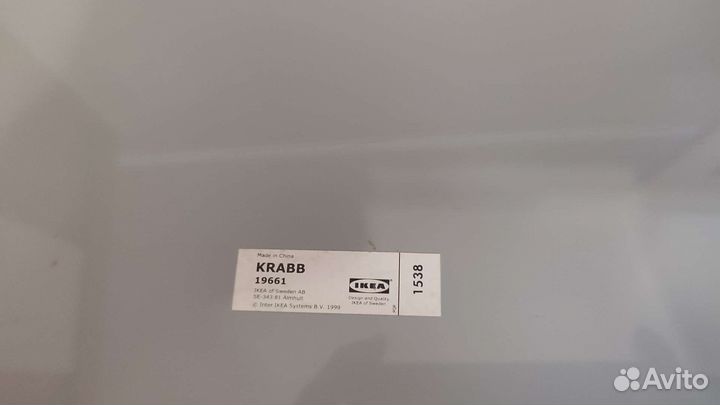 Made in China
KRABB
19661
IKEA of Sweden AB
SE-343 81 Älmhult
© Inter IKEA Systems B.V. 1999
IKEA
Design and Quality
IKEA of Sweden
1538
Avito